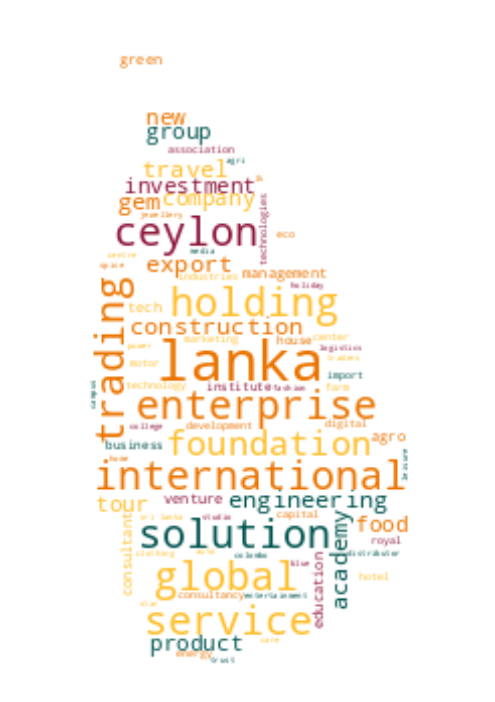 green
new
group
association
agri
travel
investment
gem company
jewellery
technologies
ceylon
eco
media
centre
export
spice
management
industries
holiday
trading
holding
tech
construction
marketing house center
power
logistics
lanka
traders
motor
import
technology institute fashion farm
campus
enterprise
college development digital
foundation
agro
business
home
leisure
international
tour
venture engineering
capital
sri lanka studio
consultant
solution
academy
food
royal
clothing
colombo
distributor
blue
global
education
hotel
consultancy entertainment
star
service
care
product
energy
trust